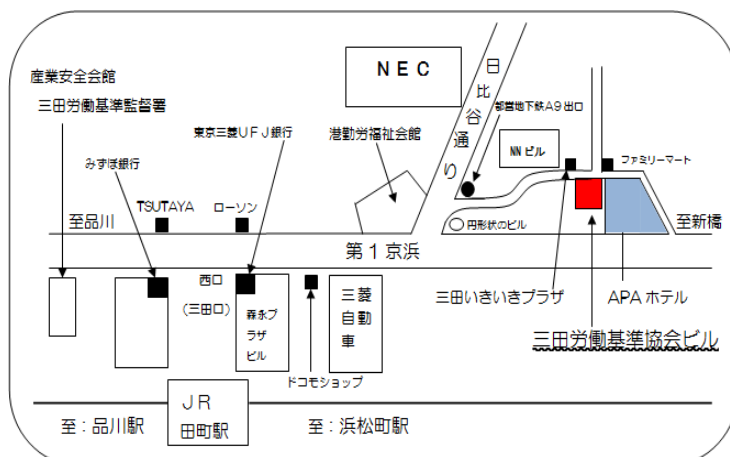 産業安全会館
三田労働基準監督署
みずほ銀行
東京三菱UFJ銀行
港勤労福祉会館
NEC
日比谷通り
都営地下鉄A9出口
NNビル
ファミリーマート
至品川
TSUTAYA
ローソン
円形状のビル
至新橋
第1京浜
西口
(三田口)
森永プラザビル
三菱自動車
三田いきいきプラザ
APAホテル
三田労働基準協会ビル
ドコモショップ
JR
田町駅
至:品川駅
至:浜松町駅